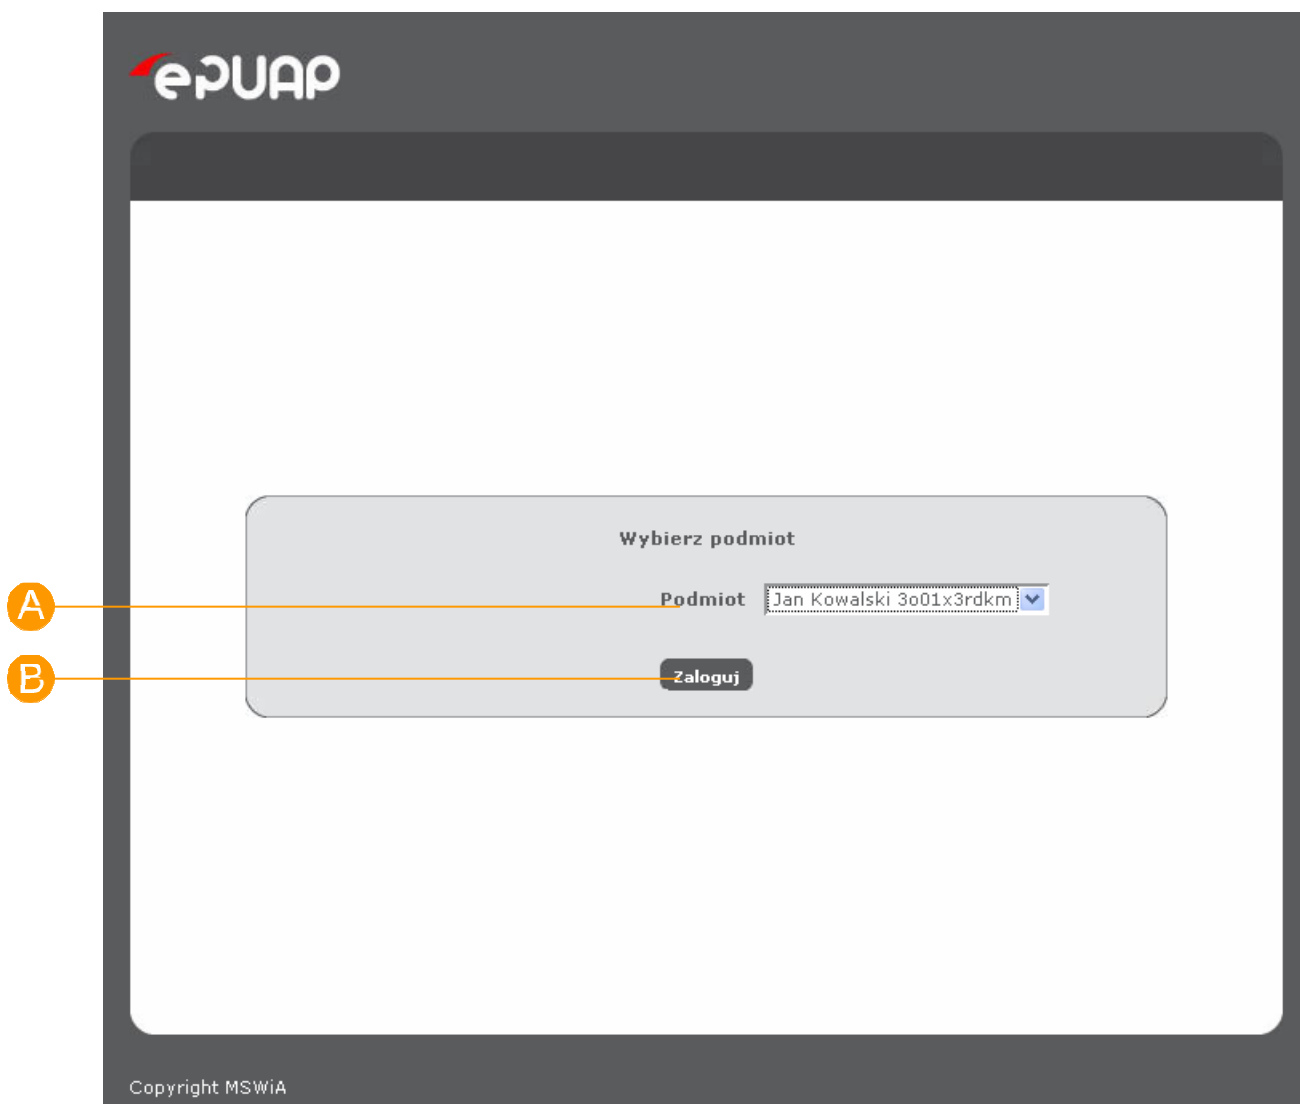 ePUAP
Wybierz podmiot
A
Podmiot Jan Kowalski 3o01x3rdkm
B
Zaloguj
Copyright MSWiA